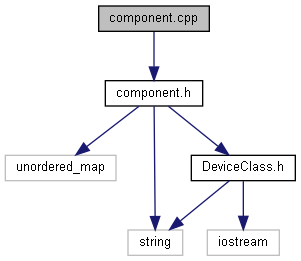 component.cpp
component.h
unordered_map
DeviceClass.h
string
iostream